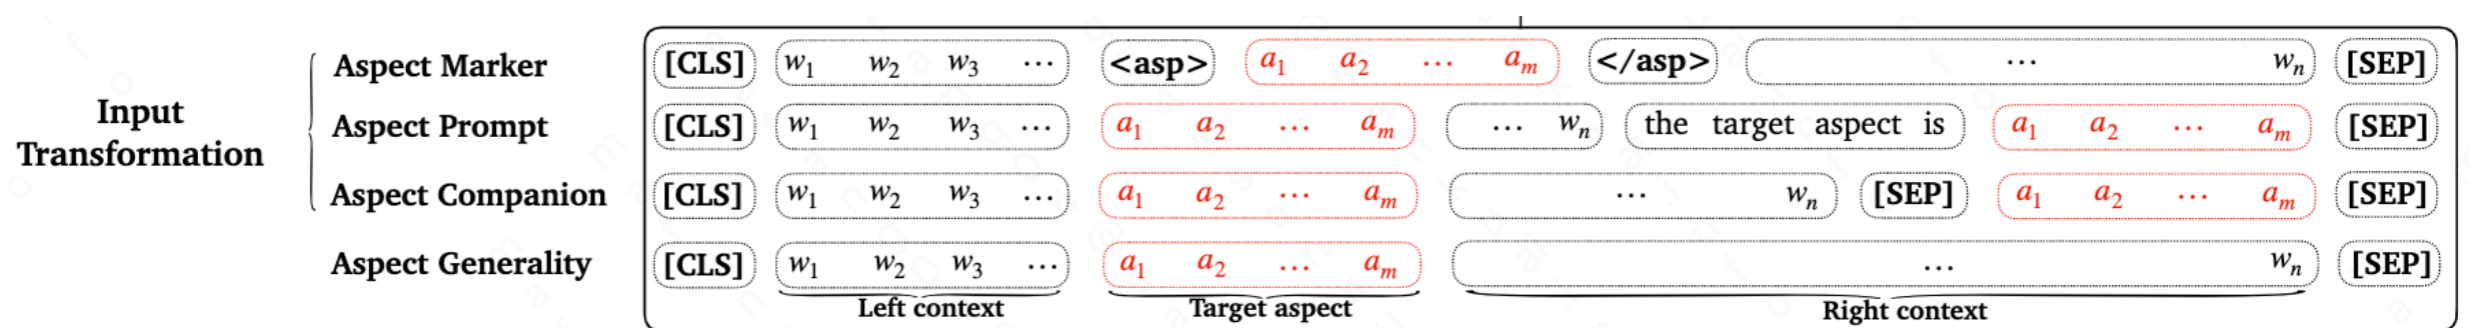 Aspect Marker [CLS] w1 w2 w3 ... <asp> a1 a2 ... am </asp> ... wn [SEP]
Input Transformation
Aspect Prompt [CLS] w1 w2 w3 ... a1 a2 ... am ... wn the target aspect is a1 a2 ... am [SEP]
Aspect Companion [CLS] w1 w2 w3 ... a1 a2 ... am ... wn [SEP] a1 a2 ... am [SEP]
Aspect Generality [CLS] w1 w2 w3 ... a1 a2 ... am ... wn [SEP]
Left context Target aspect Right context